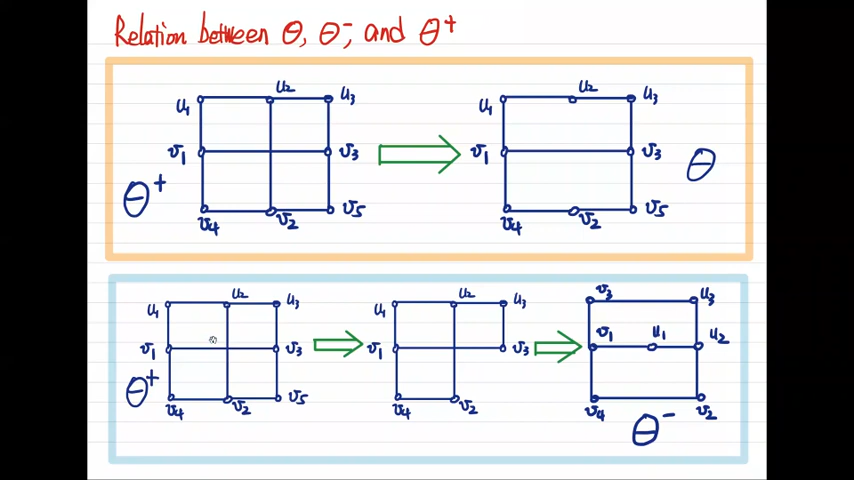 Relation between θ, θ⁻, and θ⁺
u₁ u₂ u₃ u₁ u₂ u₃
v₁ v₃ v₁ v₃
θ⁺ θ
v₄ v₂ v₅ v₄ v₂ v₅
u₁ u₂ u₃ u₁ u₂ u₃ v₃ u₃
v₁ v₃ v₁ v₃ v₁ u₁ u₂
θ⁺
v₄ v₂ v₅ v₄ v₂ v₄ v₂
θ⁻